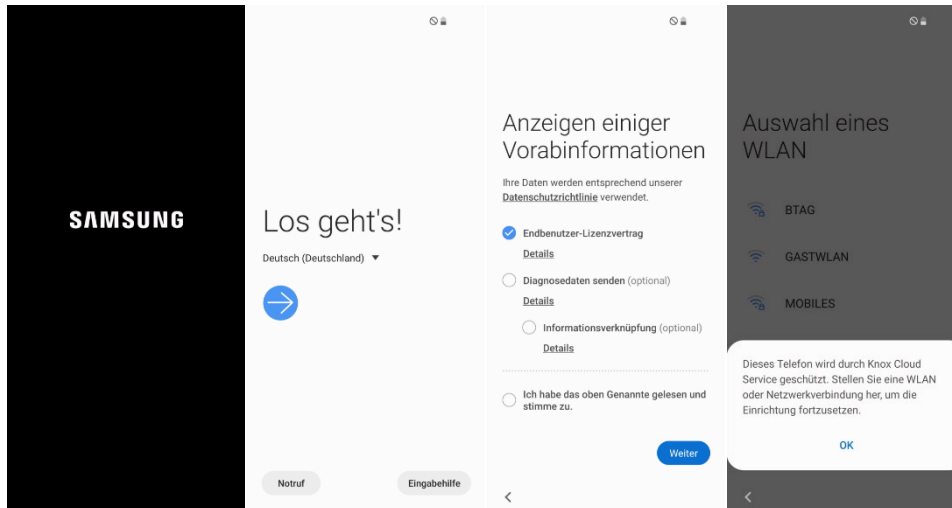 SAMSUNG
Los geht's!
Deutsch (Deutschland)
Notruf
Eingabehilfe
Anzeigen einiger
Vorabinformationen
Ihre Daten werden entsprechend unserer
Datenschutzrichtlinie verwendet.
Endbenutzer-Lizenzvertrag
Details
Diagnosedaten senden (optional)
Details
Informationsverknüpfung (optional)
Details
Ich habe das oben Genannte gelesen und
stimme zu.
Weiter
Auswahl eines
WLAN
BTAG
GASTWLAN
MOBILES
Dieses Telefon wird durch Knox Cloud
Service geschützt. Stellen Sie eine WLAN
oder Netzwerkverbindung her, um die
Einrichtung fortzusetzen.
OK